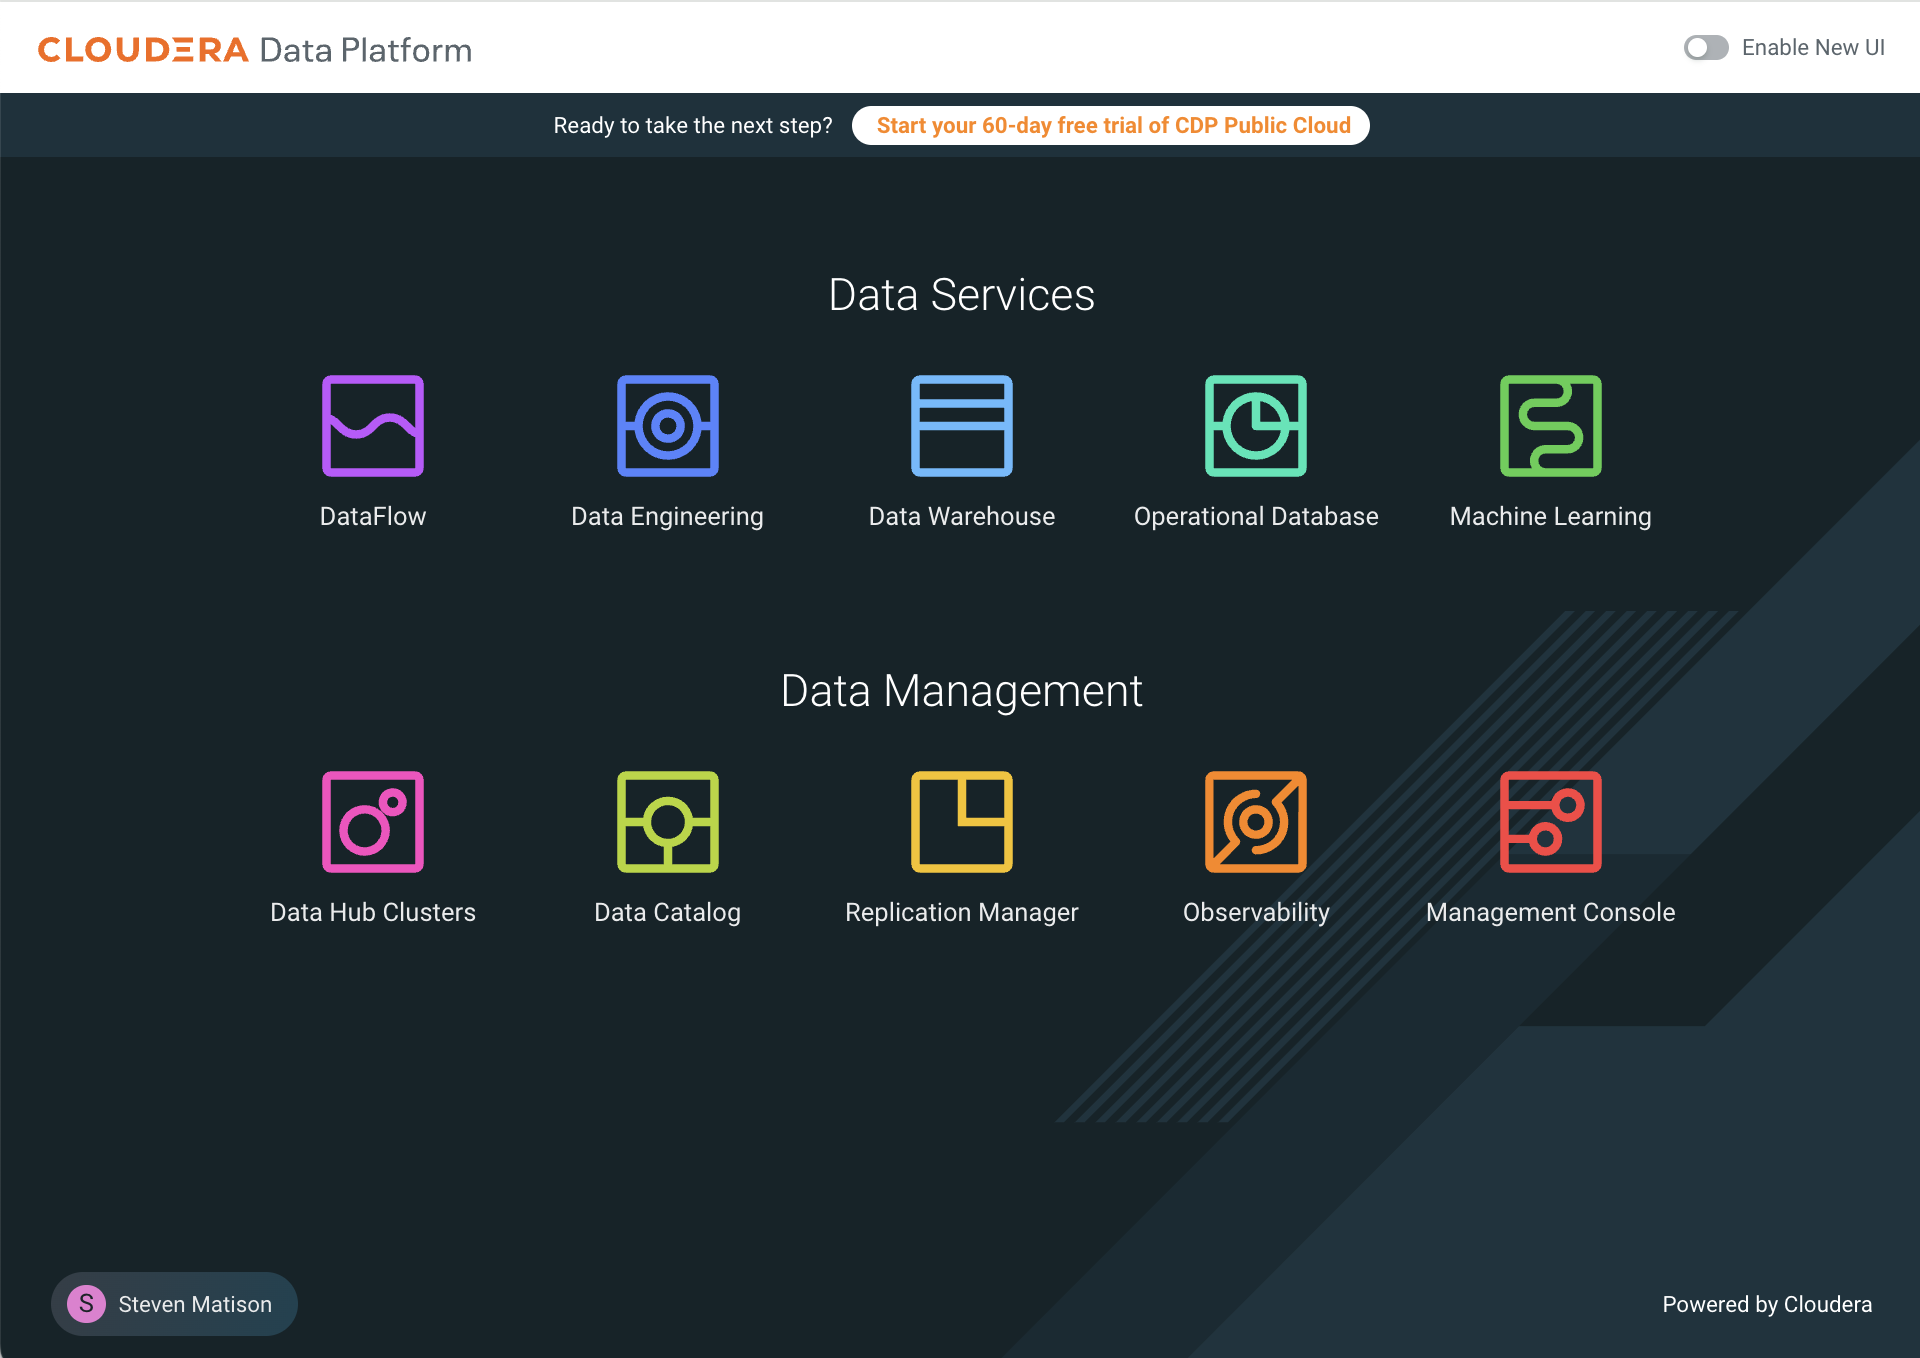 CLOUDERA Data Platform
Enable New UI
Ready to take the next step? Start your 60-day free trial of CDP Public Cloud
Data Services
DataFlow
Data Engineering
Data Warehouse
Operational Database
Machine Learning
Data Management
Data Hub Clusters
Data Catalog
Replication Manager
Observability
Management Console
S Steven Matison
Powered by Cloudera